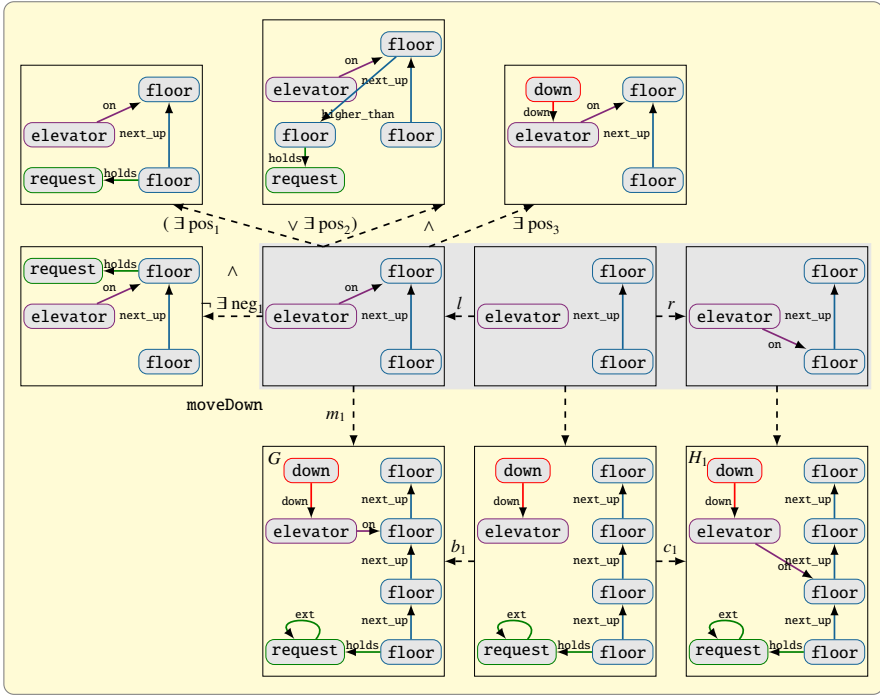 floor
on
elevator
next_up
holds
request
floor
floor
on
elevator
next_up
higher_than
floor
floor
holds
request
down
floor
on
down
elevator
next_up
floor
( ∃ pos₁
∨ ∃ pos₂)
∧
∃ pos₃
request
holds
floor
on
elevator
next_up
floor
∧
¬ ∃ neg₁
floor
on
elevator
next_up
floor
l
floor
elevator
next_up
floor
r
floor
elevator
next_up
on
floor
moveDown
m₁
G
down
floor
down
next_up
elevator
on
floor
next_up
floor
ext
next_up
request
holds
floor
b₁
down
floor
down
next_up
elevator
floor
next_up
floor
ext
next_up
request
holds
floor
c₁
H₁
down
floor
down
next_up
elevator
floor
next_up
on
floor
ext
next_up
request
holds
floor